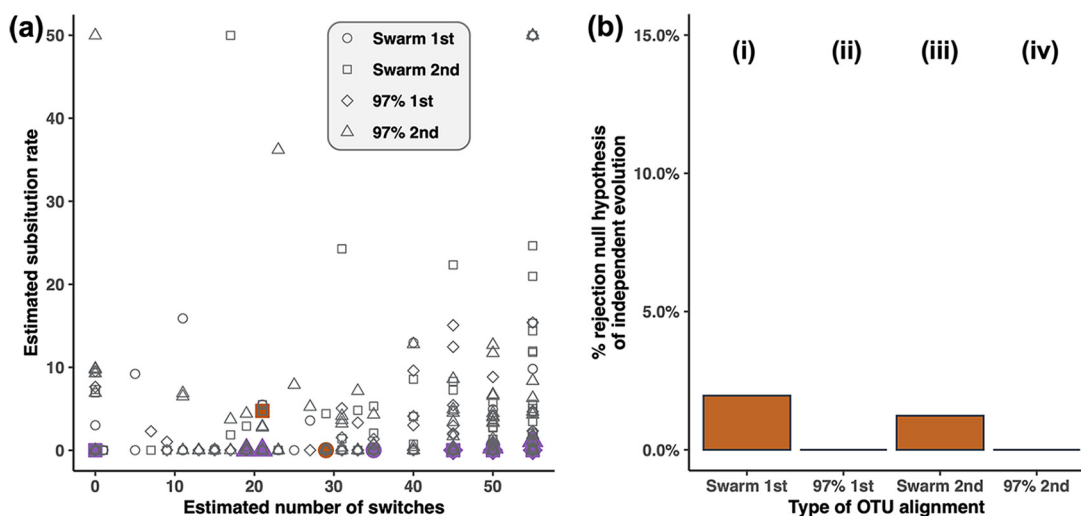 (a)
Estimated subsitution rate
50
40
30
20
10
0
Swarm 1st
Swarm 2nd
97% 1st
97% 2nd
0 10 20 30 40 50
Estimated number of switches
(b)
% rejection null hypothesis
of independent evolution
15.0%
10.0%
5.0%
0.0%
(i) (ii) (iii) (iv)
Swarm 1st 97% 1st Swarm 2nd 97% 2nd
Type of OTU alignment